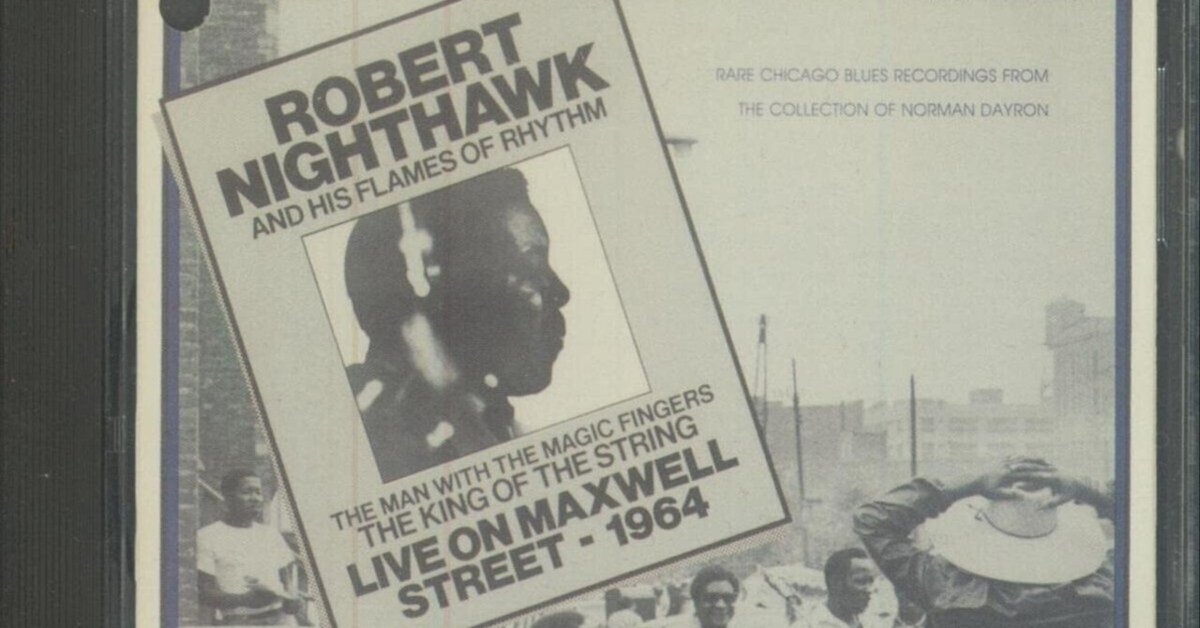 ROBERT
NIGHTHAWK
AND HIS FLAMES OF RHYTHM
THE MAN WITH THE MAGIC FINGERS
THE KING OF THE STRING
LIVE ON MAXWELL
STREET - 1964
RARE CHICAGO BLUES RECORDINGS FROM
THE COLLECTION OF NORMAN DAYRON